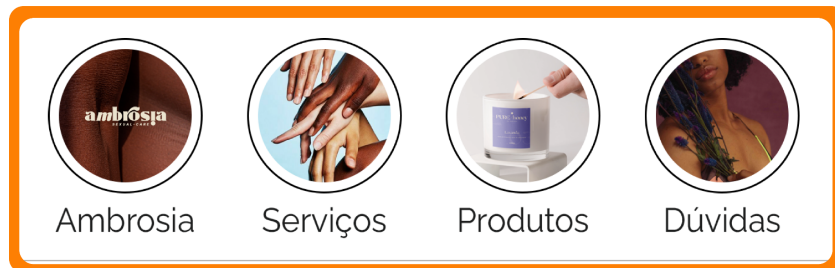 ambrosia
SEXUAL-CARE
Ambrosia
Serviços
Produtos
Dúvidas